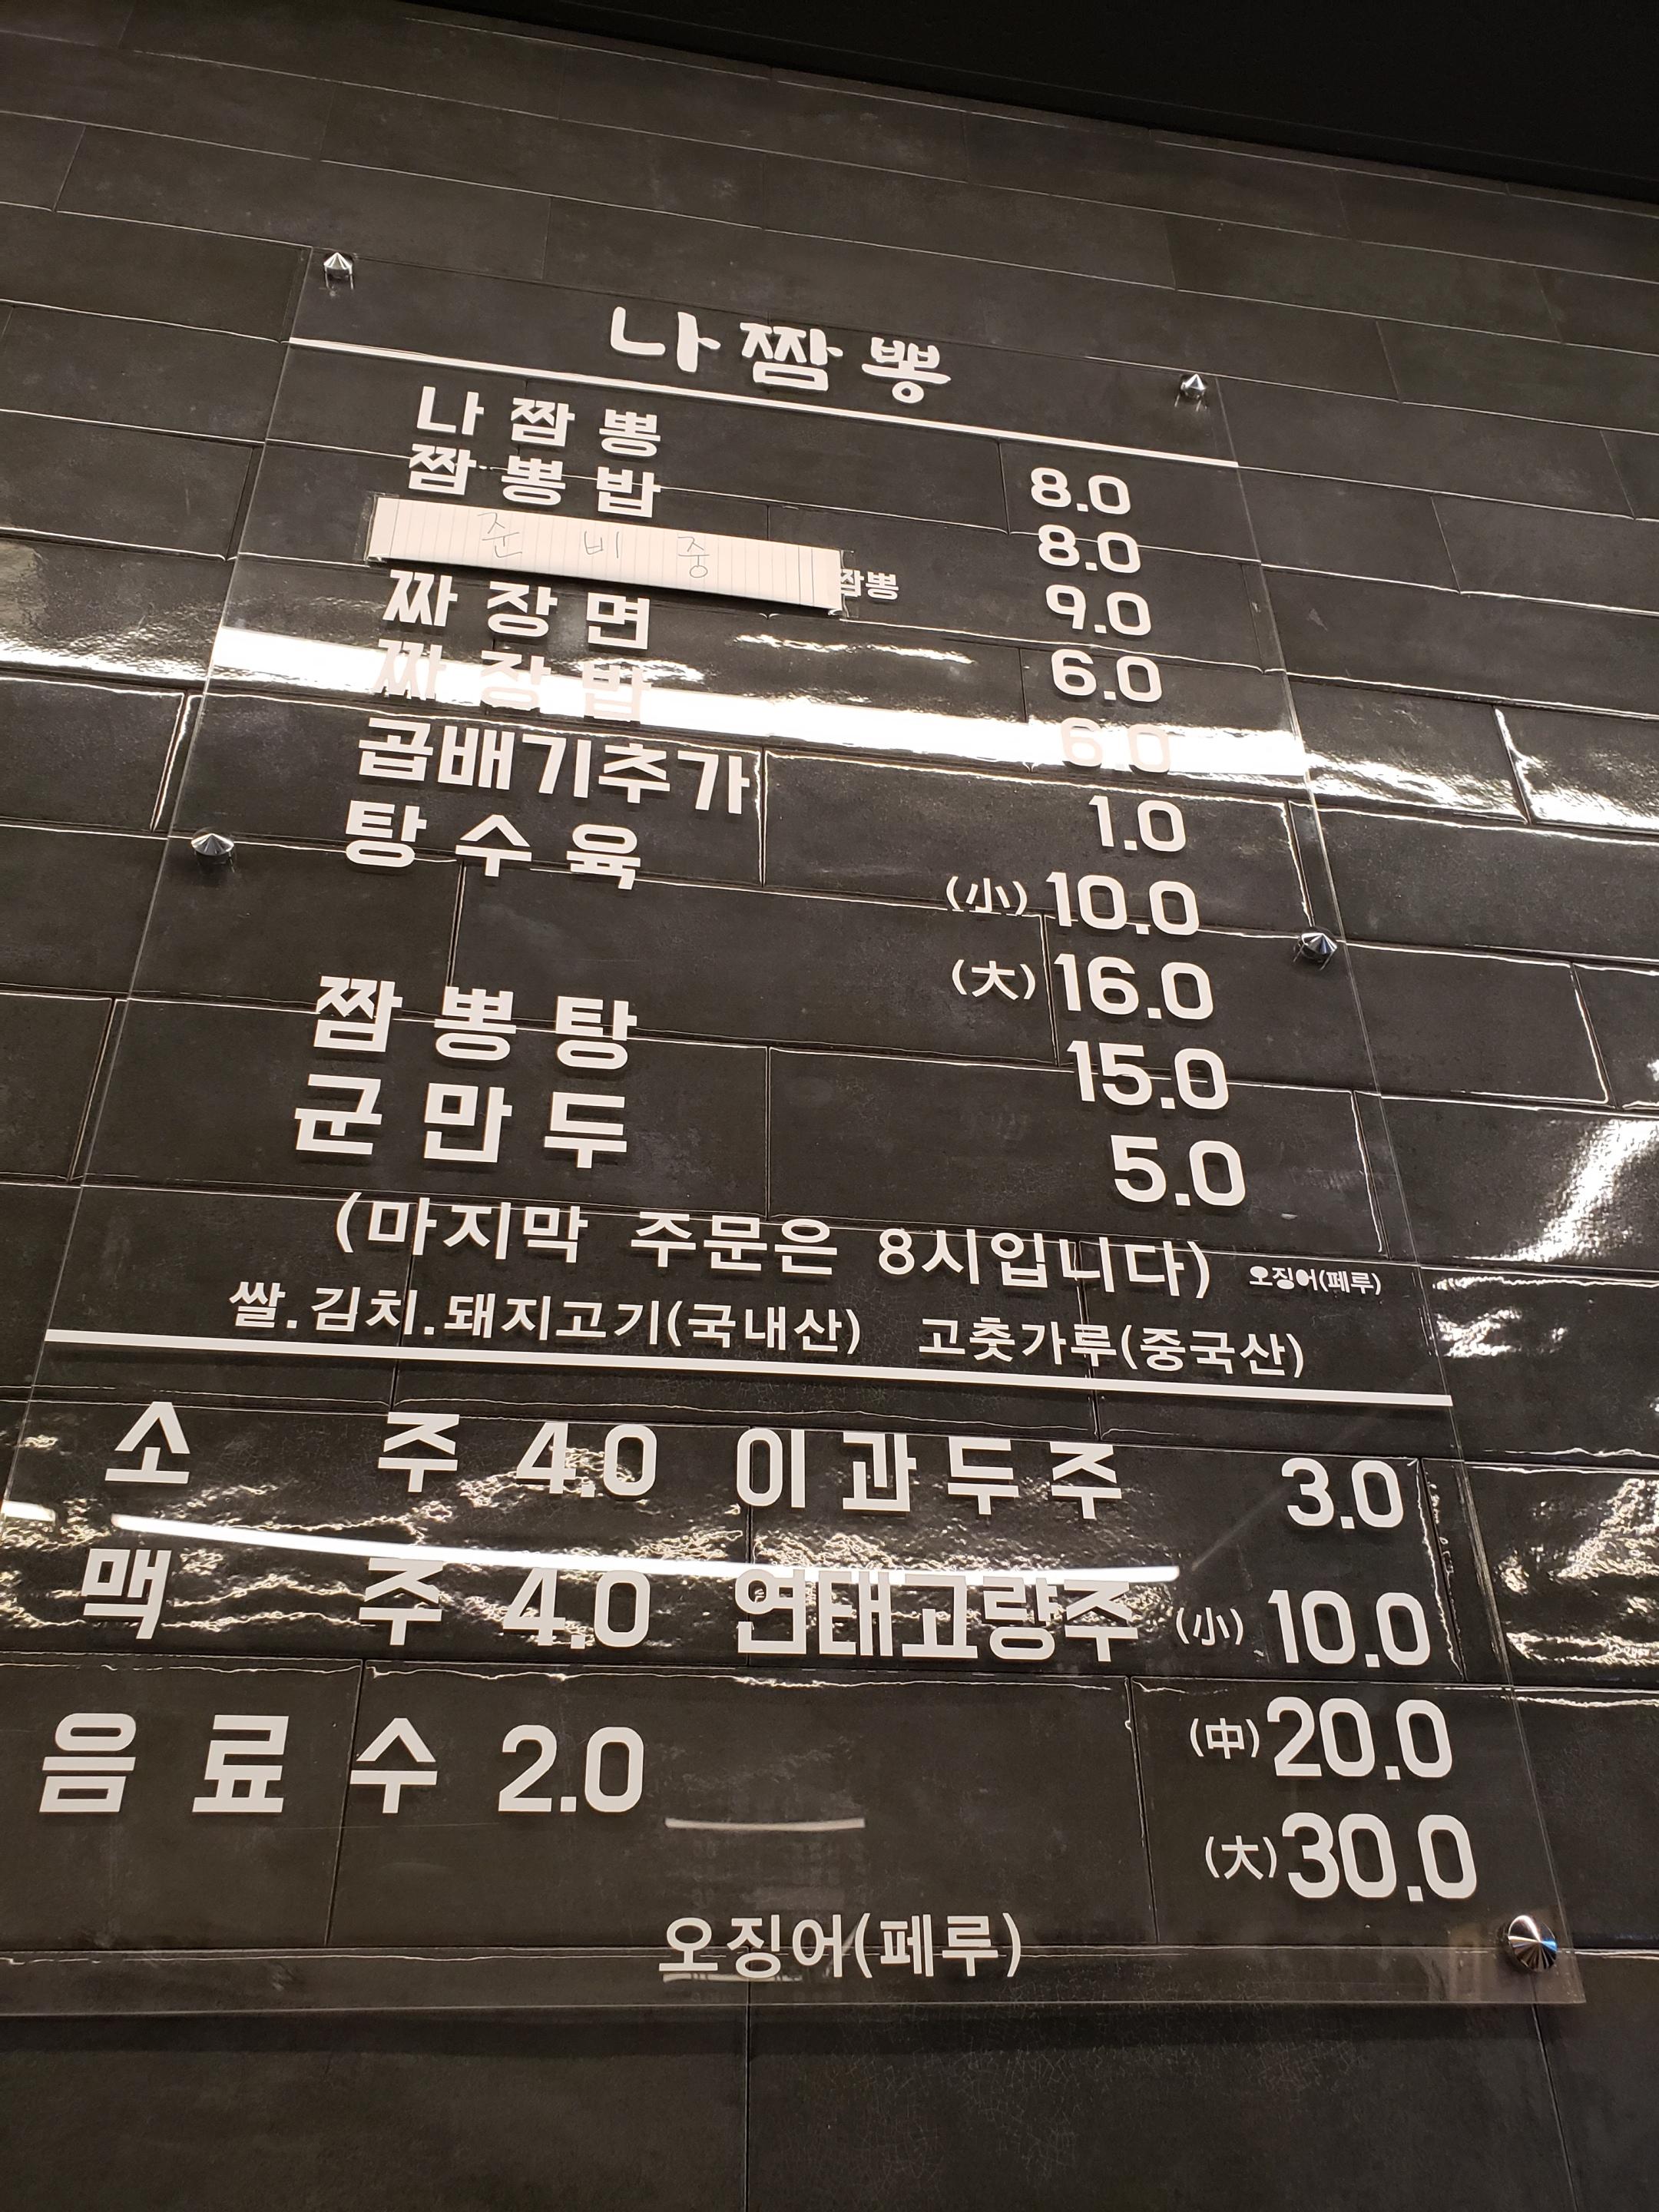 나짬뽕
나짬뽕 8.0
짬뽕밥 8.0
준비중 짬뽕 9.0
짜장면 6.0
짜장밥 6.0
곱배기추가 1.0
탕수육 (小) 10.0
(大) 16.0
짬뽕탕 15.0
군만두 5.0
(마지막 주문은 8시입니다) 오징어(페루)
쌀.김치.돼지고기(국내산) 고춧가루(중국산)
소주 4.0 이과두주 3.0
맥주 4.0 연태고량주 (小) 10.0
음료수 2.0 (中) 20.0
(大) 30.0
오징어(페루)